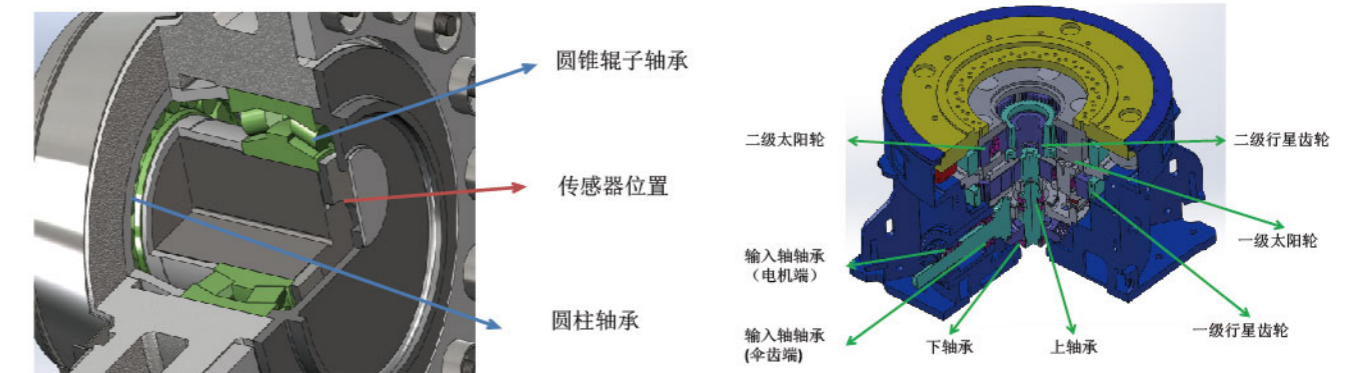 圆锥辊子轴承
传感器位置
圆柱轴承
二级太阳轮
二级行星齿轮
一级太阳轮
输入轴轴承
（电机端）
一级行星齿轮
输入轴轴承
(伞齿端)
下轴承
上轴承